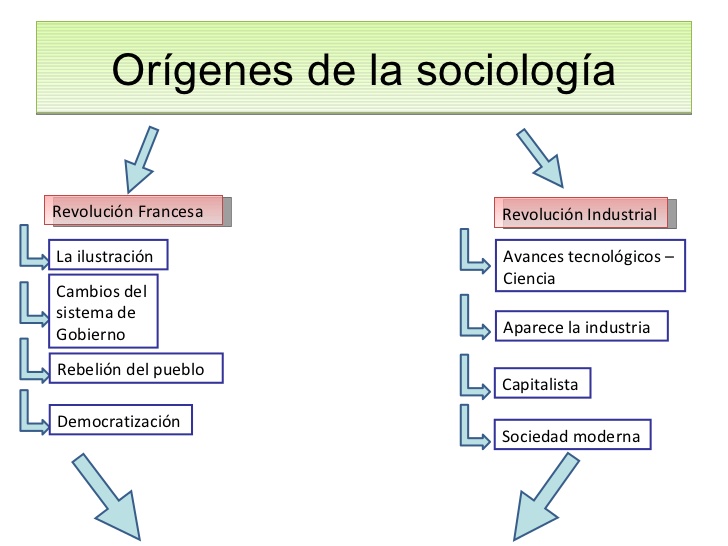 Orígenes de la sociología
Revolución Francesa
La ilustración
Cambios del
sistema de
Gobierno
Rebelión del pueblo
Democratización
Revolución Industrial
Avances tecnológicos –
Ciencia
Aparece la industria
Capitalista
Sociedad moderna